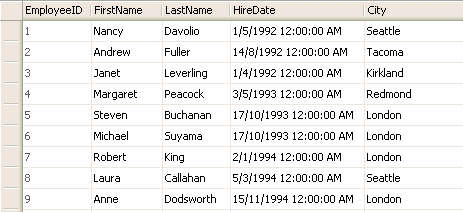 EmployeeID FirstName LastName HireDate City
1 Nancy Davolio 1/5/1992 12:00:00 AM Seattle
2 Andrew Fuller 14/8/1992 12:00:00 AM Tacoma
3 Janet Leverling 1/4/1992 12:00:00 AM Kirkland
4 Margaret Peacock 3/5/1993 12:00:00 AM Redmond
5 Steven Buchanan 17/10/1993 12:00:00 AM London
6 Michael Suyama 17/10/1993 12:00:00 AM London
7 Robert King 2/1/1994 12:00:00 AM London
8 Laura Callahan 5/3/1994 12:00:00 AM Seattle
9 Anne Dodsworth 15/11/1994 12:00:00 AM London